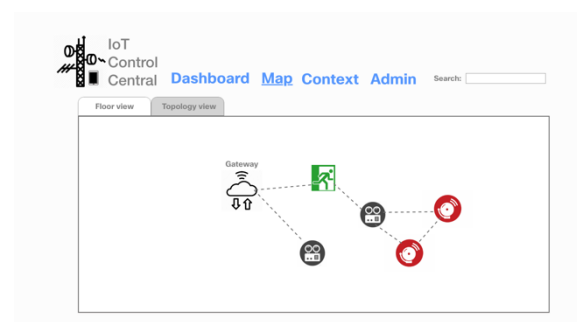 IoT
Control
Central
Dashboard Map Context Admin Search:
Floor view Topology view
Gateway